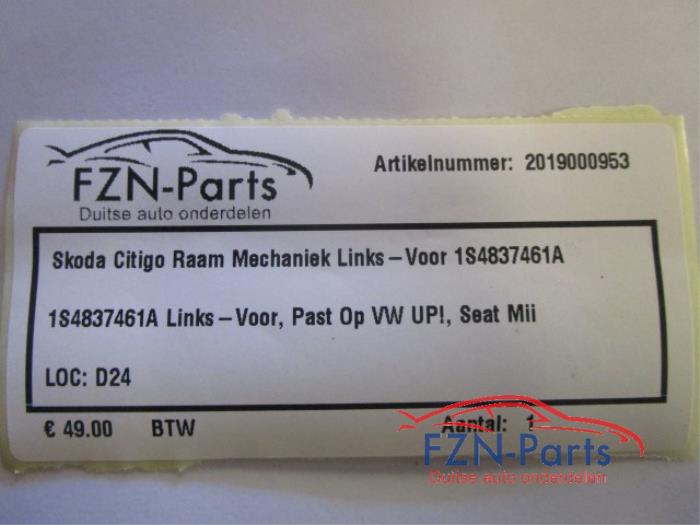 FZN-Parts
Duitse auto onderdelen
Artikelnummer: 2019000953
Skoda Citigo Raam Mechaniek Links-Voor 1S4837461A
1S4837461A Links-Voor, Past Op VW UP!, Seat Mii
LOC: D24
€ 49.00 BTW Aantal: 1
FZN-Parts
Duitse auto onderdelen